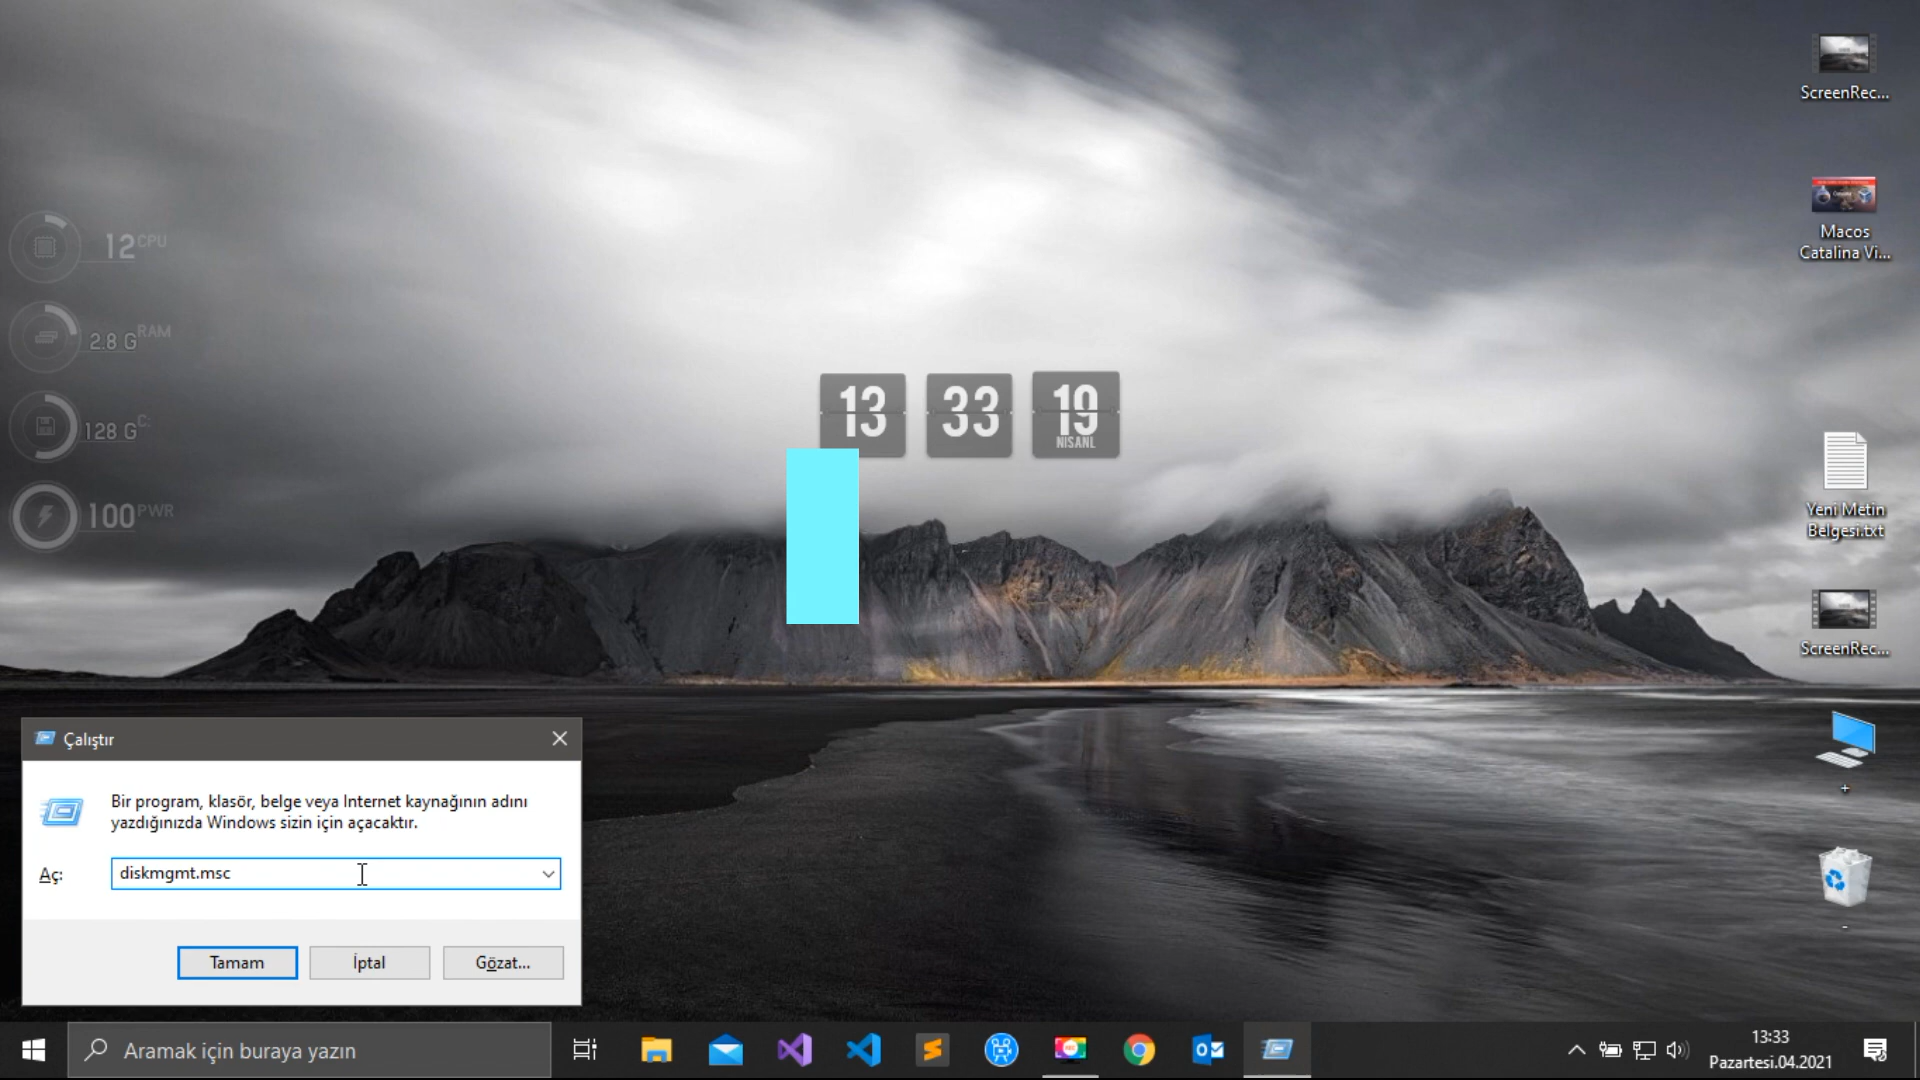 ScreenRec...
Macos
Catalina Vi...
12 CPU
2.8 G RAM
128 G C:
100 PWR
13 33 19
NISANL
Yeni Metin
Belgesi.txt
ScreenRec...
+
-
Çalıştır
Bir program, klasör, belge veya Internet kaynağının adını
yazdığınızda Windows sizin için açacaktır.
Aç:
diskmgmt.msc
Tamam
İptal
Gözat...
Aramak için buraya yazın
13:33
Pazartesi.04.2021